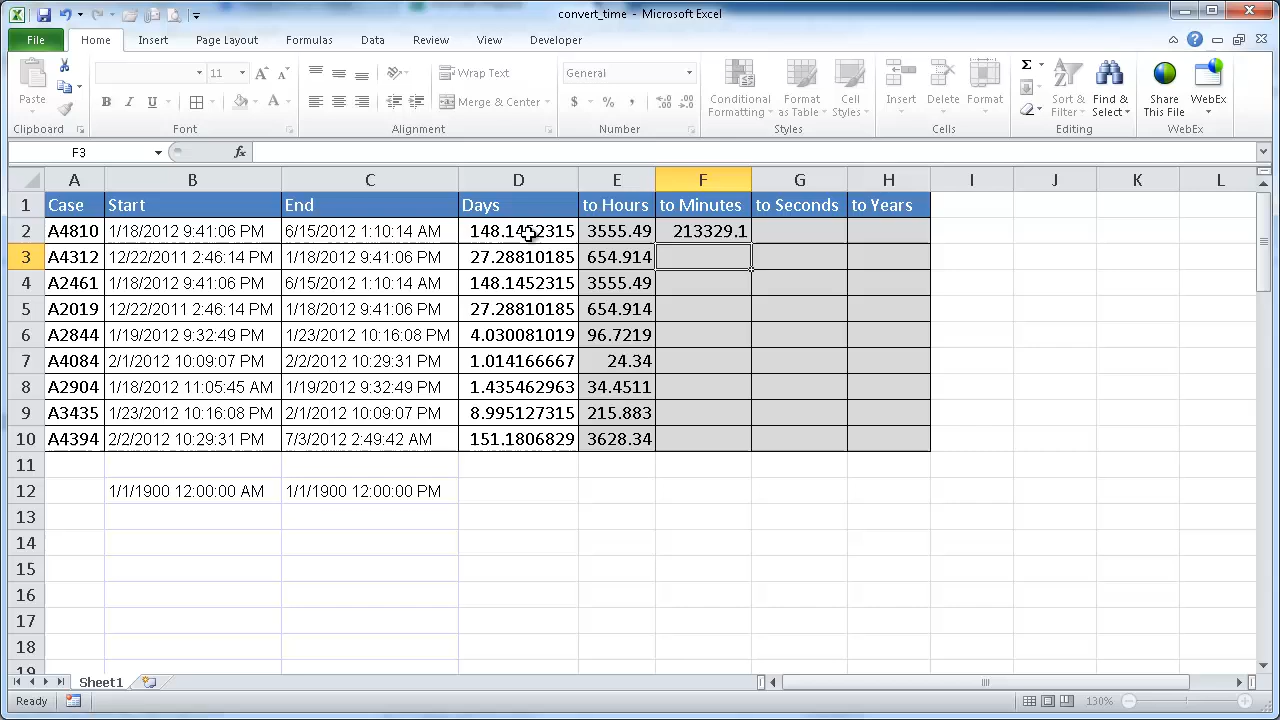 convert_time - Microsoft Excel
File Home Insert Page Layout Formulas Data Review View Developer
Paste
11
Wrap Text
Merge & Center
General
$ % ,
Conditional Formatting
Format as Table
Cell Styles
Insert Delete Format
Sort & Filter
Find & Select
Share This File
WebEx
Clipboard Font Alignment Number Styles Cells Editing WebEx
F3 fx
A B C D E F G H I J K L
1 Case Start End Days to Hours to Minutes to Seconds to Years
2 A4810 1/18/2012 9:41:06 PM 6/15/2012 1:10:14 AM 148.1452315 3555.49 213329.1
3 A4312 12/22/2011 2:46:14 PM 1/18/2012 9:41:06 PM 27.28810185 654.914
4 A2461 1/18/2012 9:41:06 PM 6/15/2012 1:10:14 AM 148.1452315 3555.49
5 A2019 12/22/2011 2:46:14 PM 1/18/2012 9:41:06 PM 27.28810185 654.914
6 A2844 1/19/2012 9:32:49 PM 1/23/2012 10:16:08 PM 4.030081019 96.7219
7 A4084 2/1/2012 10:09:07 PM 2/2/2012 10:29:31 PM 1.014166667 24.34
8 A2904 1/18/2012 11:05:45 AM 1/19/2012 9:32:49 PM 1.435462963 34.4511
9 A3435 1/23/2012 10:16:08 PM 2/1/2012 10:09:07 PM 8.995127315 215.883
10 A4394 2/2/2012 10:29:31 PM 7/3/2012 2:49:42 AM 151.1806829 3628.34
11
12 1/1/1900 12:00:00 AM 1/1/1900 12:00:00 PM
13
14
15
16
17
18
19
Sheet1
Ready 130%